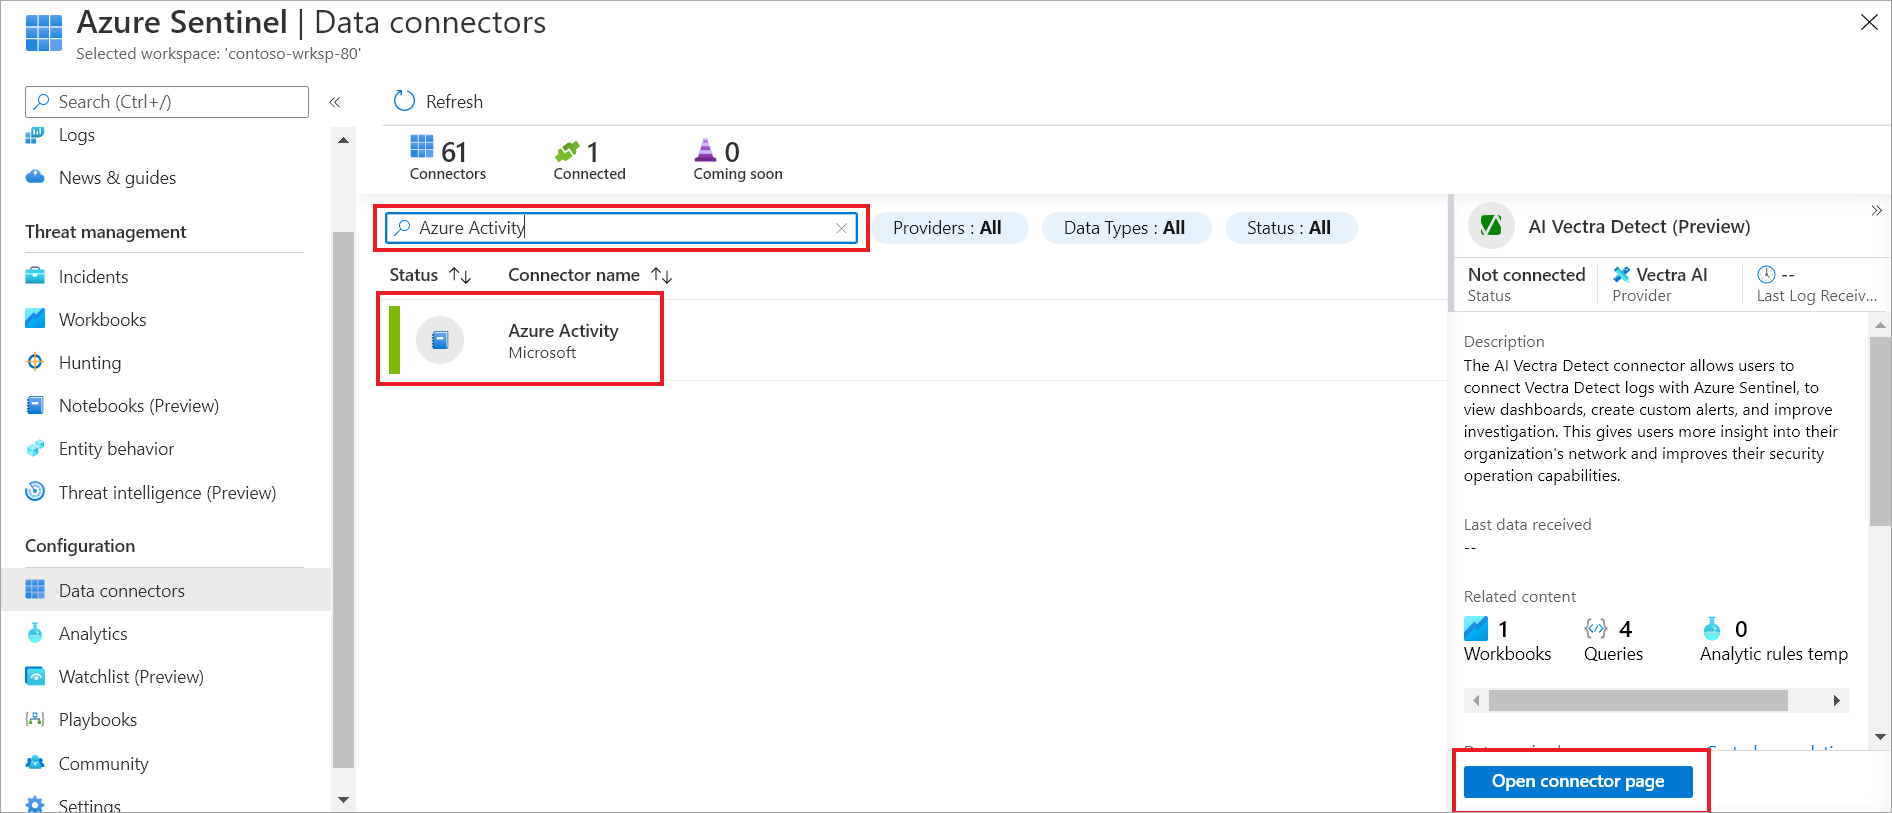 Azure Sentinel | Data connectors
Selected workspace: 'contoso-wrksp-80'
Search (Ctrl+/)
«
Logs
News & guides
Threat management
Incidents
Workbooks
Hunting
Notebooks (Preview)
Entity behavior
Threat intelligence (Preview)
Configuration
Data connectors
Analytics
Watchlist (Preview)
Playbooks
Community
Settings
Refresh
61
Connectors
1
Connected
0
Coming soon
Azure Activity
Providers : All
Data Types : All
Status : All
Status
Connector name
Azure Activity
Microsoft
»
AI Vectra Detect (Preview)
Not connected
Status
Vectra AI
Provider
--
Last Log Receiv...
Description
The AI Vectra Detect connector allows users to
connect Vectra Detect logs with Azure Sentinel, to
view dashboards, create custom alerts, and improve
investigation. This gives users more insight into their
organization's network and improves their security
operation capabilities.
Last data received
--
Related content
1
Workbooks
4
Queries
0
Analytic rules temp
Open connector page